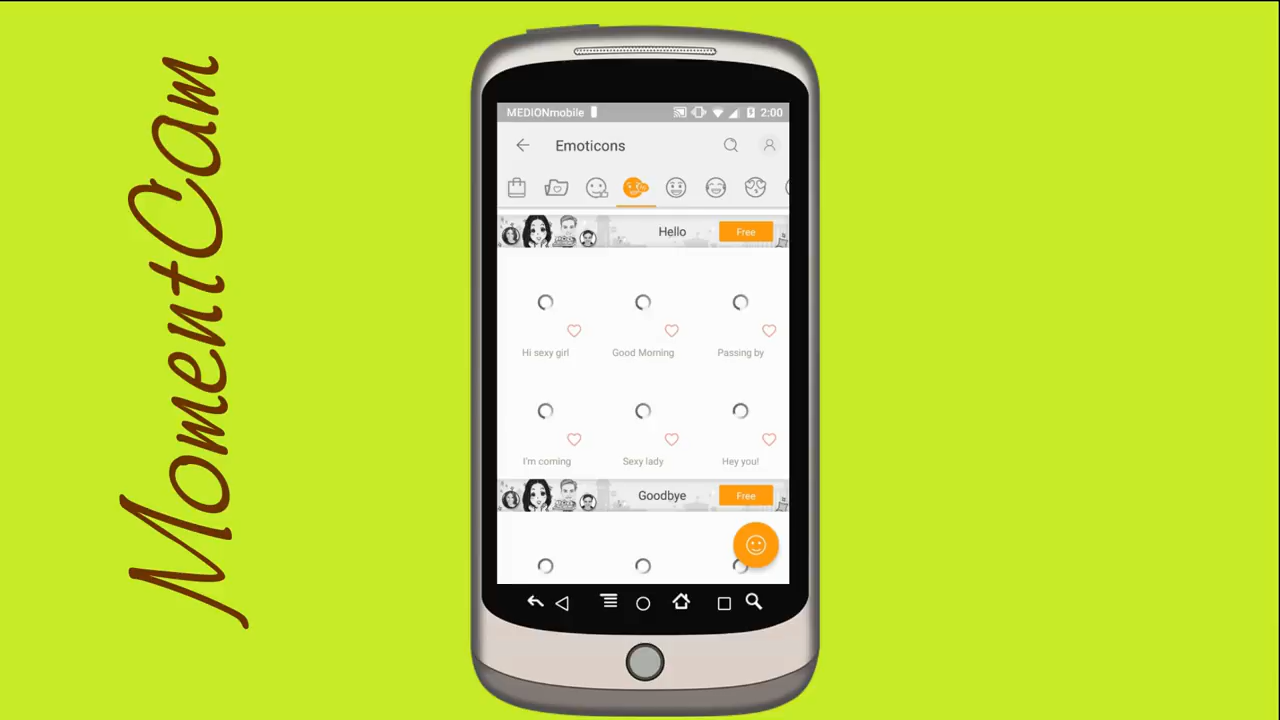 MomentCam
MEDIONmobile 2:00
Emoticons
Hello Free
Hi sexy girl Good Morning Passing by
I'm coming Sexy lady Hey you!
Goodbye Free